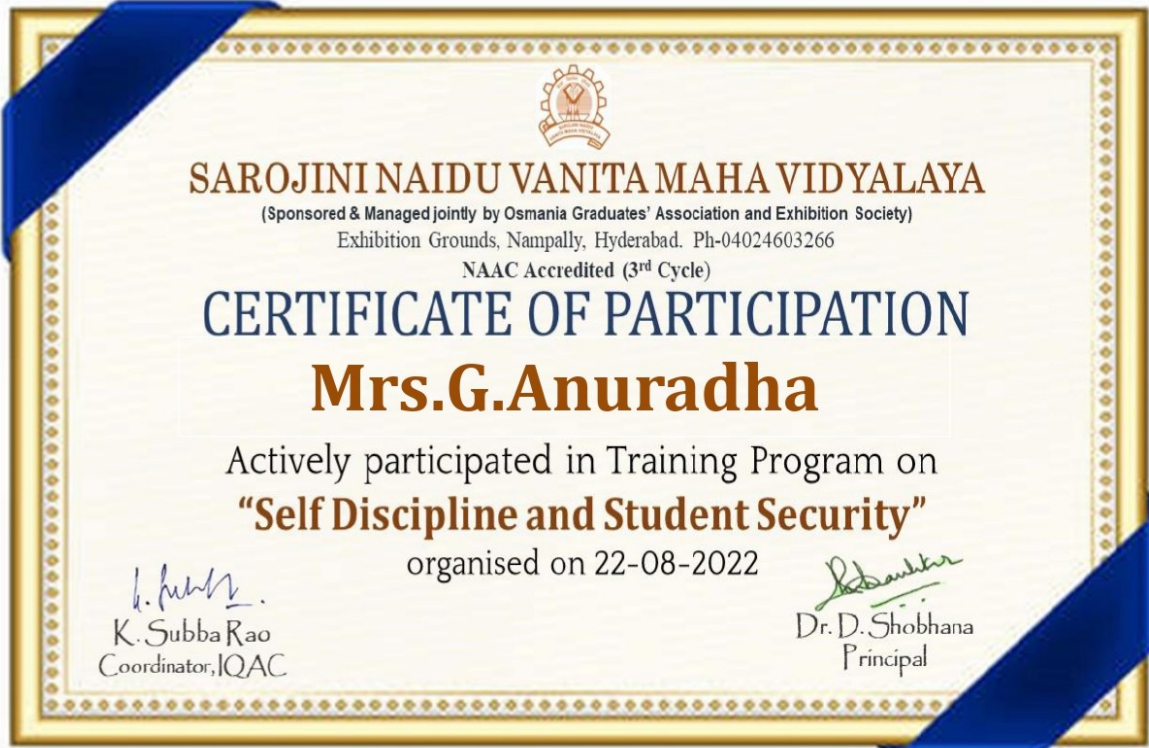 SAROJINI NAIDU VANITA MAHA VIDYALAYA
(Sponsored & Managed jointly by Osmania Graduates' Association and Exhibition Society)
Exhibition Grounds, Nampally, Hyderabad. Ph-04024603266
NAAC Accredited (3rd Cycle)
CERTIFICATE OF PARTICIPATION
Mrs.G.Anuradha
Actively participated in Training Program on
“Self Discipline and Student Security”
organised on 22-08-2022
K. Subba Rao
Coordinator, IQAC
Dr. D. Shobhana
Principal